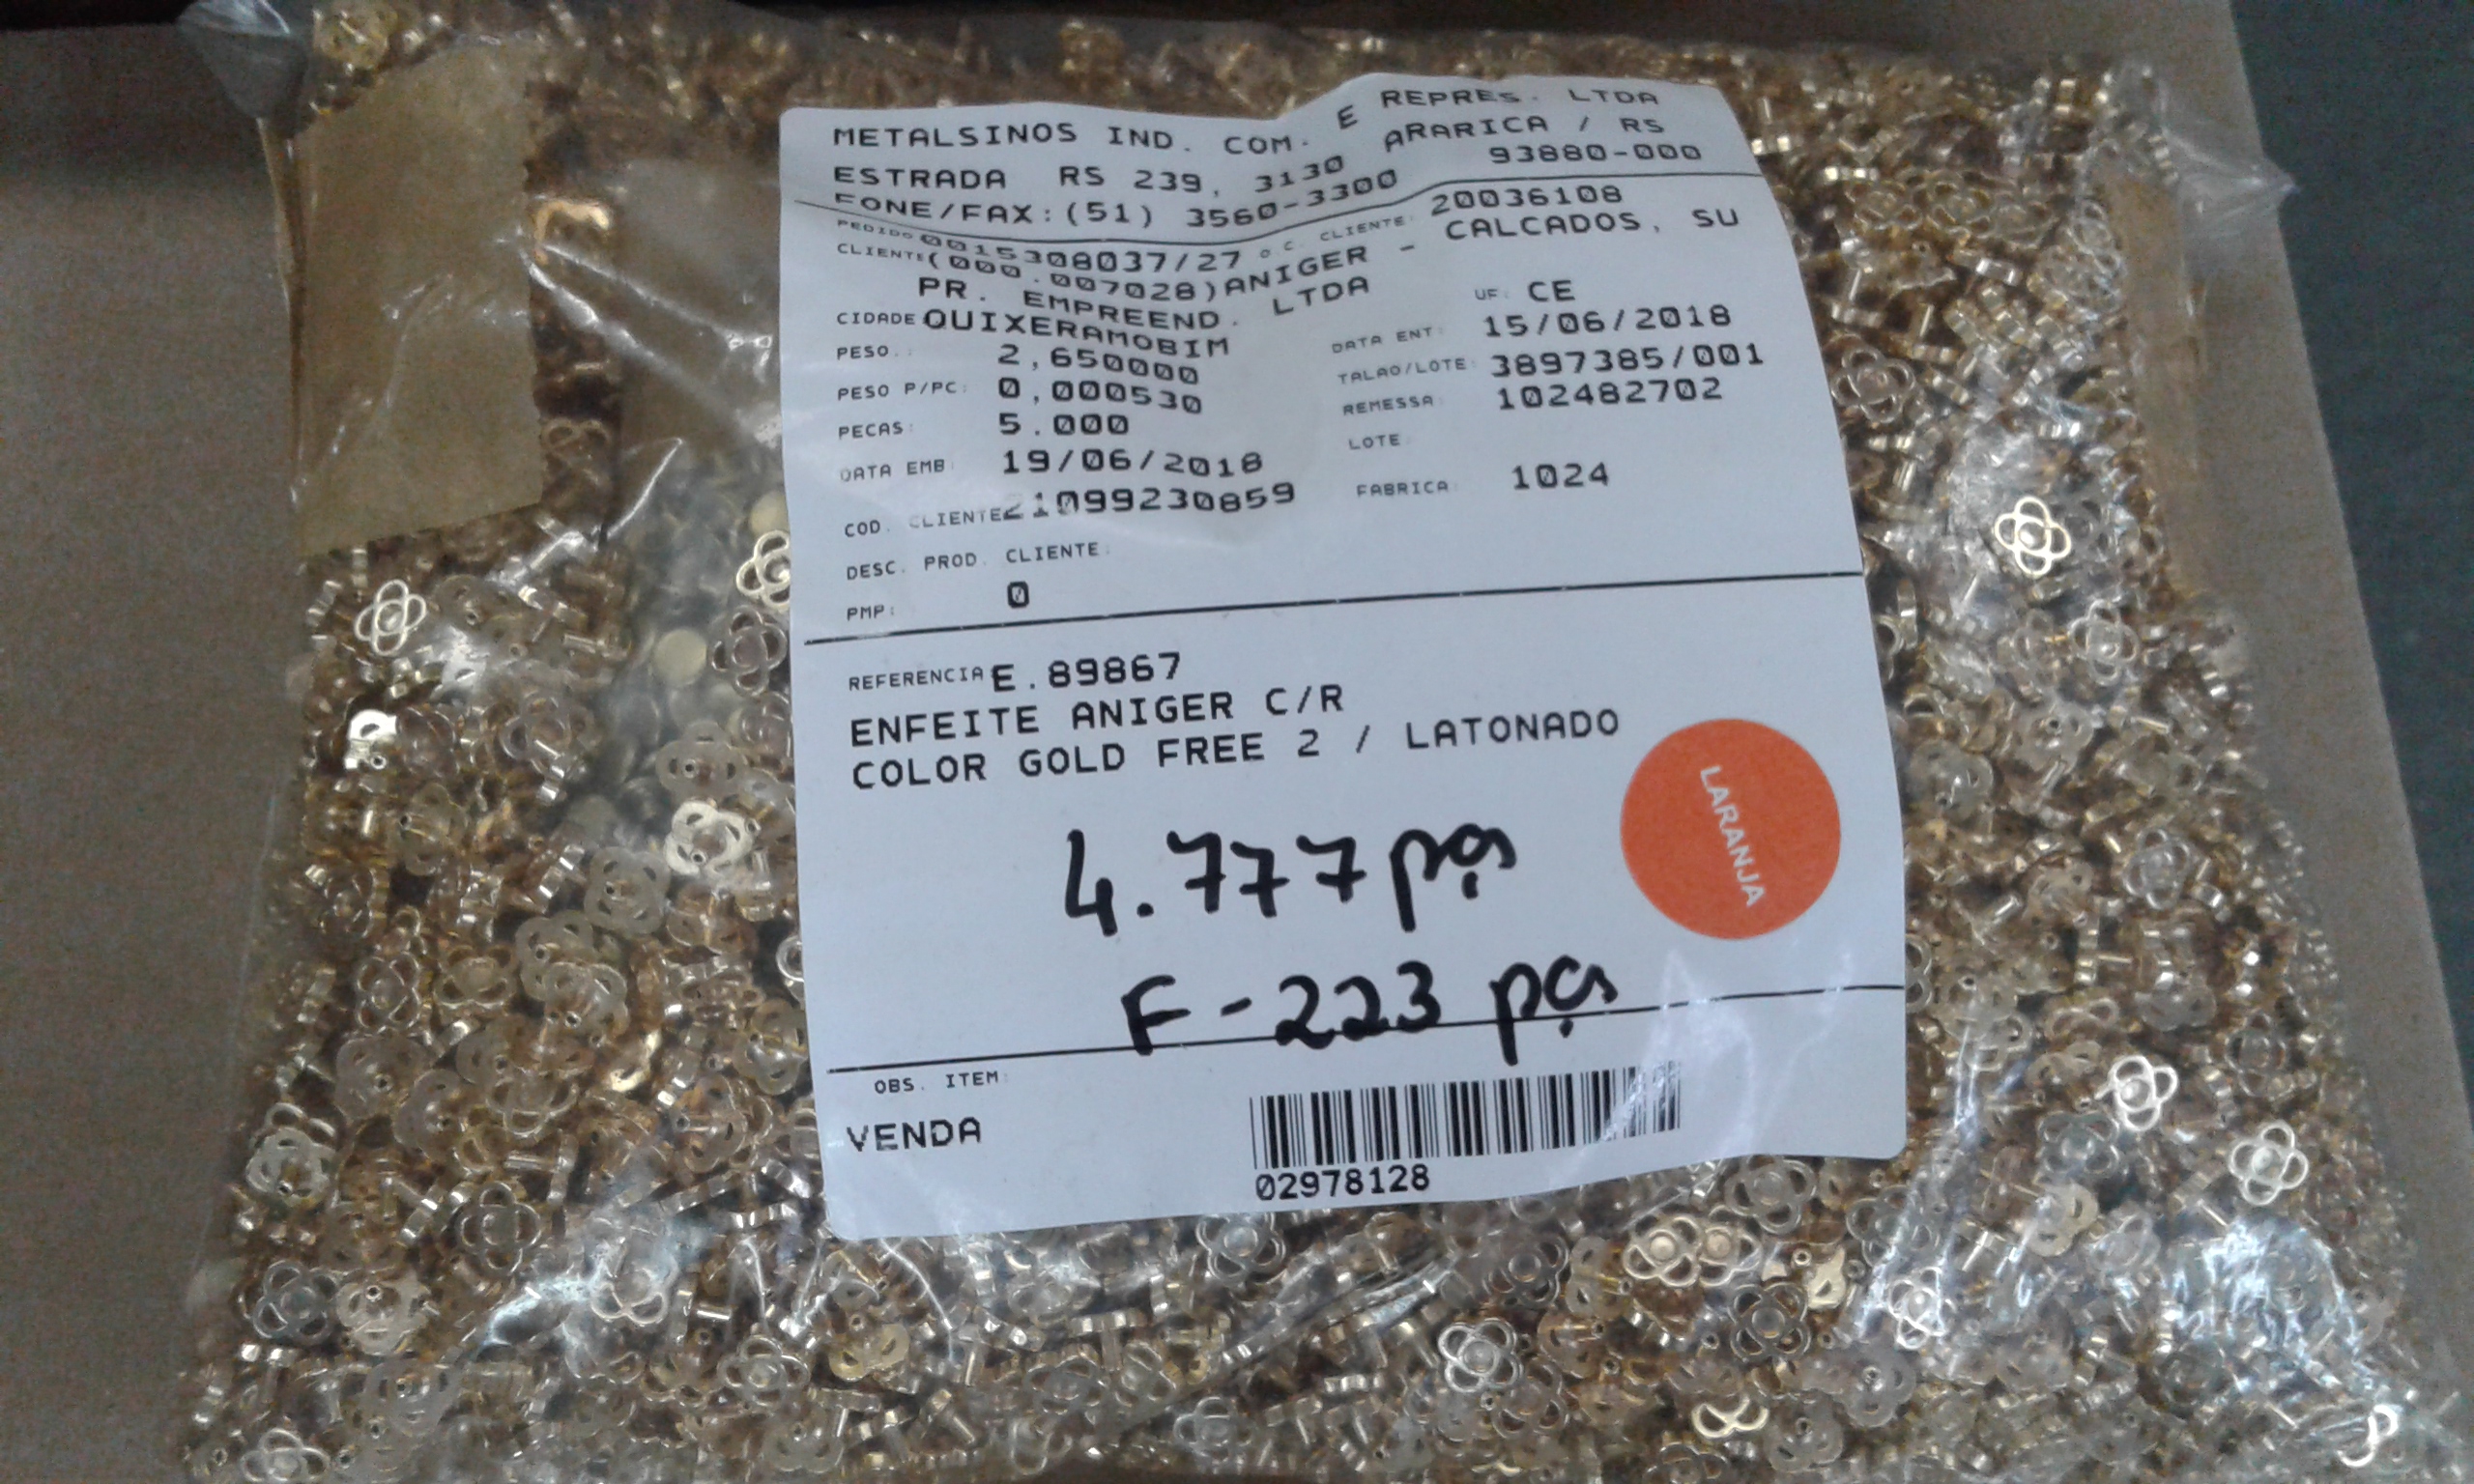 METALSINOS IND. COM. E REPRES. LTDA
ESTRADA RS 239, 3130 ARARICA / RS
FONE/FAX:(51) 3560-3300 93880-000
PEDIDO 0015308037/27 O.C. CLIENTE: 20036108
CLIENTE(000.007028)ANIGER - CALCADOS, SU
PR. EMPREEND. LTDA
CIDADE QUIXERAMOBIM UF: CE
PESO.: 2,650000 DATA ENT: 15/06/2018
PESO P/PC: 0,000530 TALAO/LOTE: 3897385/001
PECAS: 5.000 REMESSA: 102482702
DATA EMB: 19/06/2018 LOTE:
COD. CLIENTE 21099230859 FABRICA: 1024
DESC. PROD. CLIENTE:
PMP: 0
REFERENCIA E.89867
ENFEITE ANIGER C/R
COLOR GOLD FREE 2 / LATONADO
LARANJA
4.777 pçs
F-223 pçs
OBS. ITEM:
VENDA
02978128